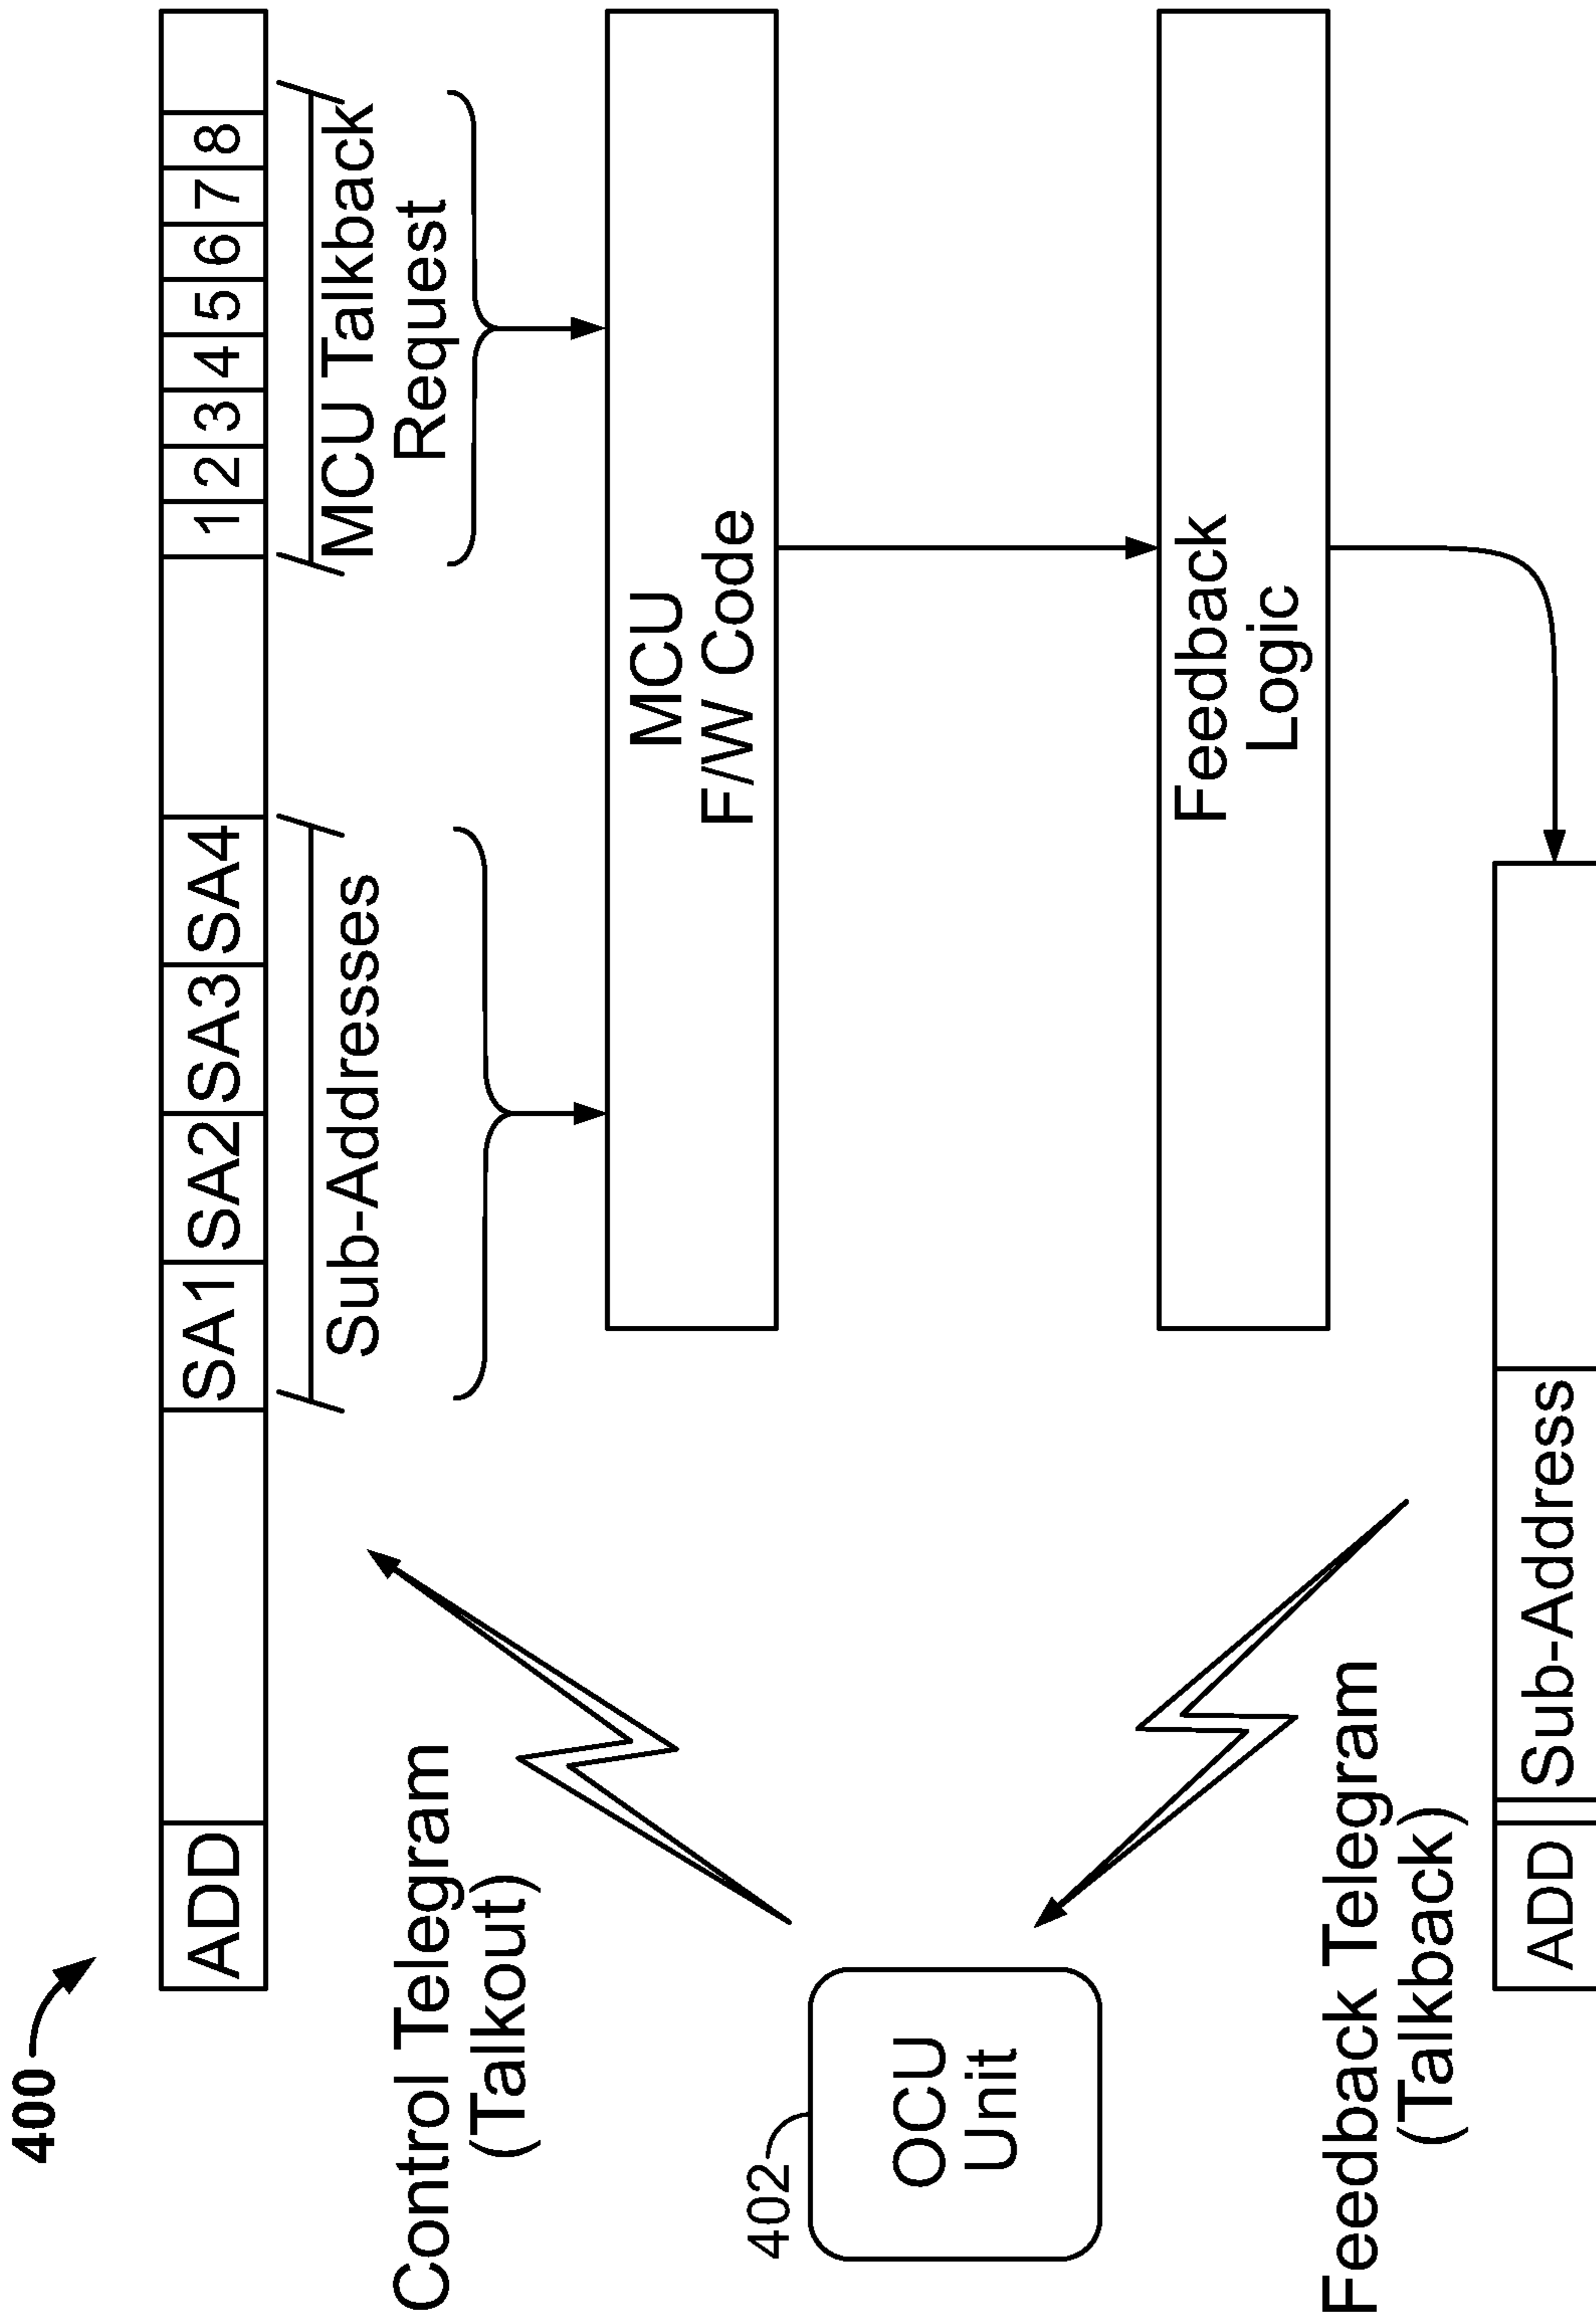 400
ADD SA1 SA2 SA3 SA4 1 2 3 4 5 6 7 8
Sub-Addresses
MCU Talkback
Request
Control Telegram
(Talkout)
MCU
F/W Code
402
OCU
Unit
Feedback
Logic
Feedback Telegram
(Talkback)
ADD Sub-Address